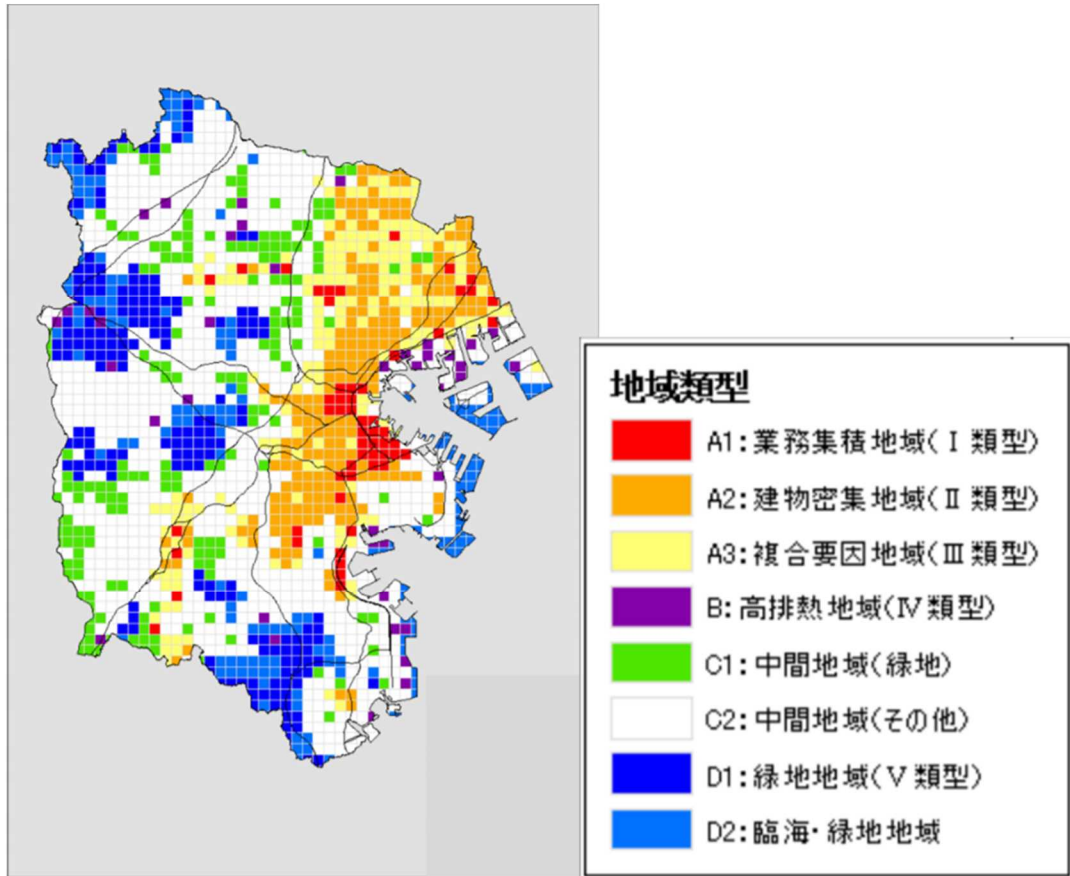 地域類型
A1:業務集積地域(Ⅰ類型)
A2:建物密集地域(Ⅱ類型)
A3:複合要因地域(Ⅲ類型)
B:高排熱地域(Ⅳ類型)
C1:中間地域(緑地)
C2:中間地域(その他)
D1:緑地地域(Ⅴ類型)
D2:臨海・緑地地域